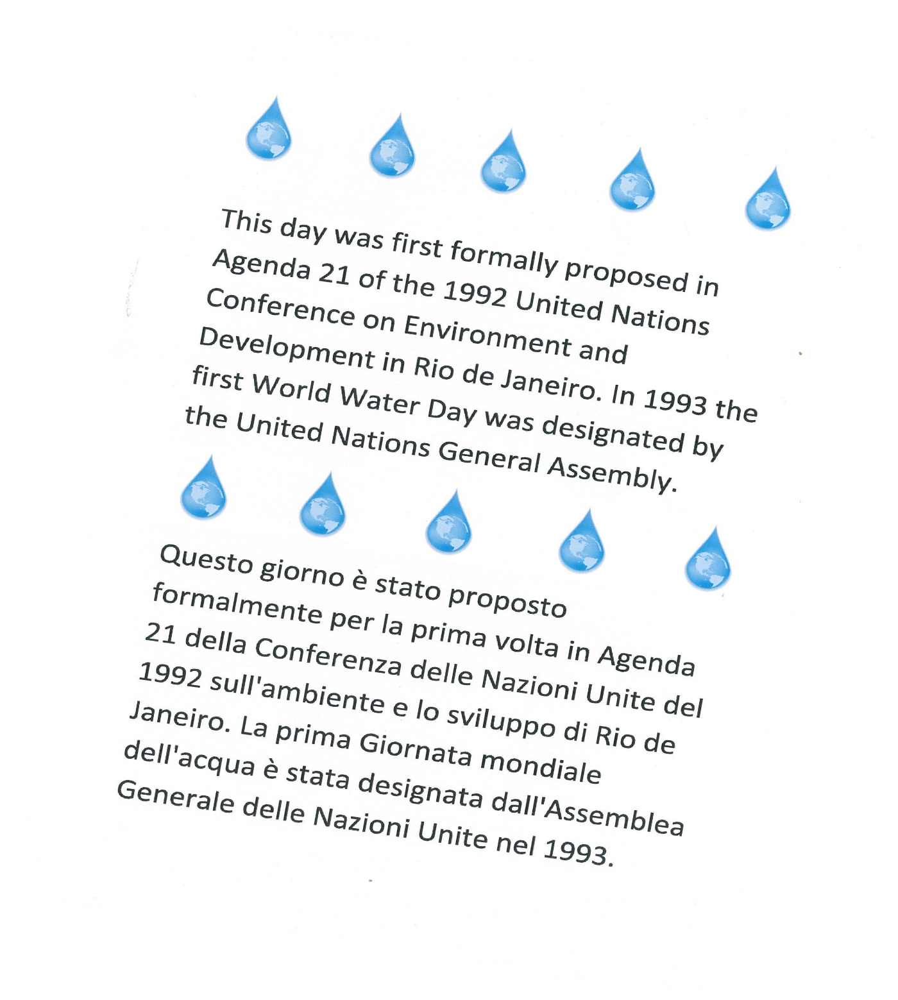 This day was first formally proposed in
Agenda 21 of the 1992 United Nations
Conference on Environment and
Development in Rio de Janeiro. In 1993 the
first World Water Day was designated by
the United Nations General Assembly.
Questo giorno è stato proposto
formalmente per la prima volta in Agenda
21 della Conferenza delle Nazioni Unite del
1992 sull'ambiente e lo sviluppo di Rio de
Janeiro. La prima Giornata mondiale
dell'acqua è stata designata dall'Assemblea
Generale delle Nazioni Unite nel 1993.